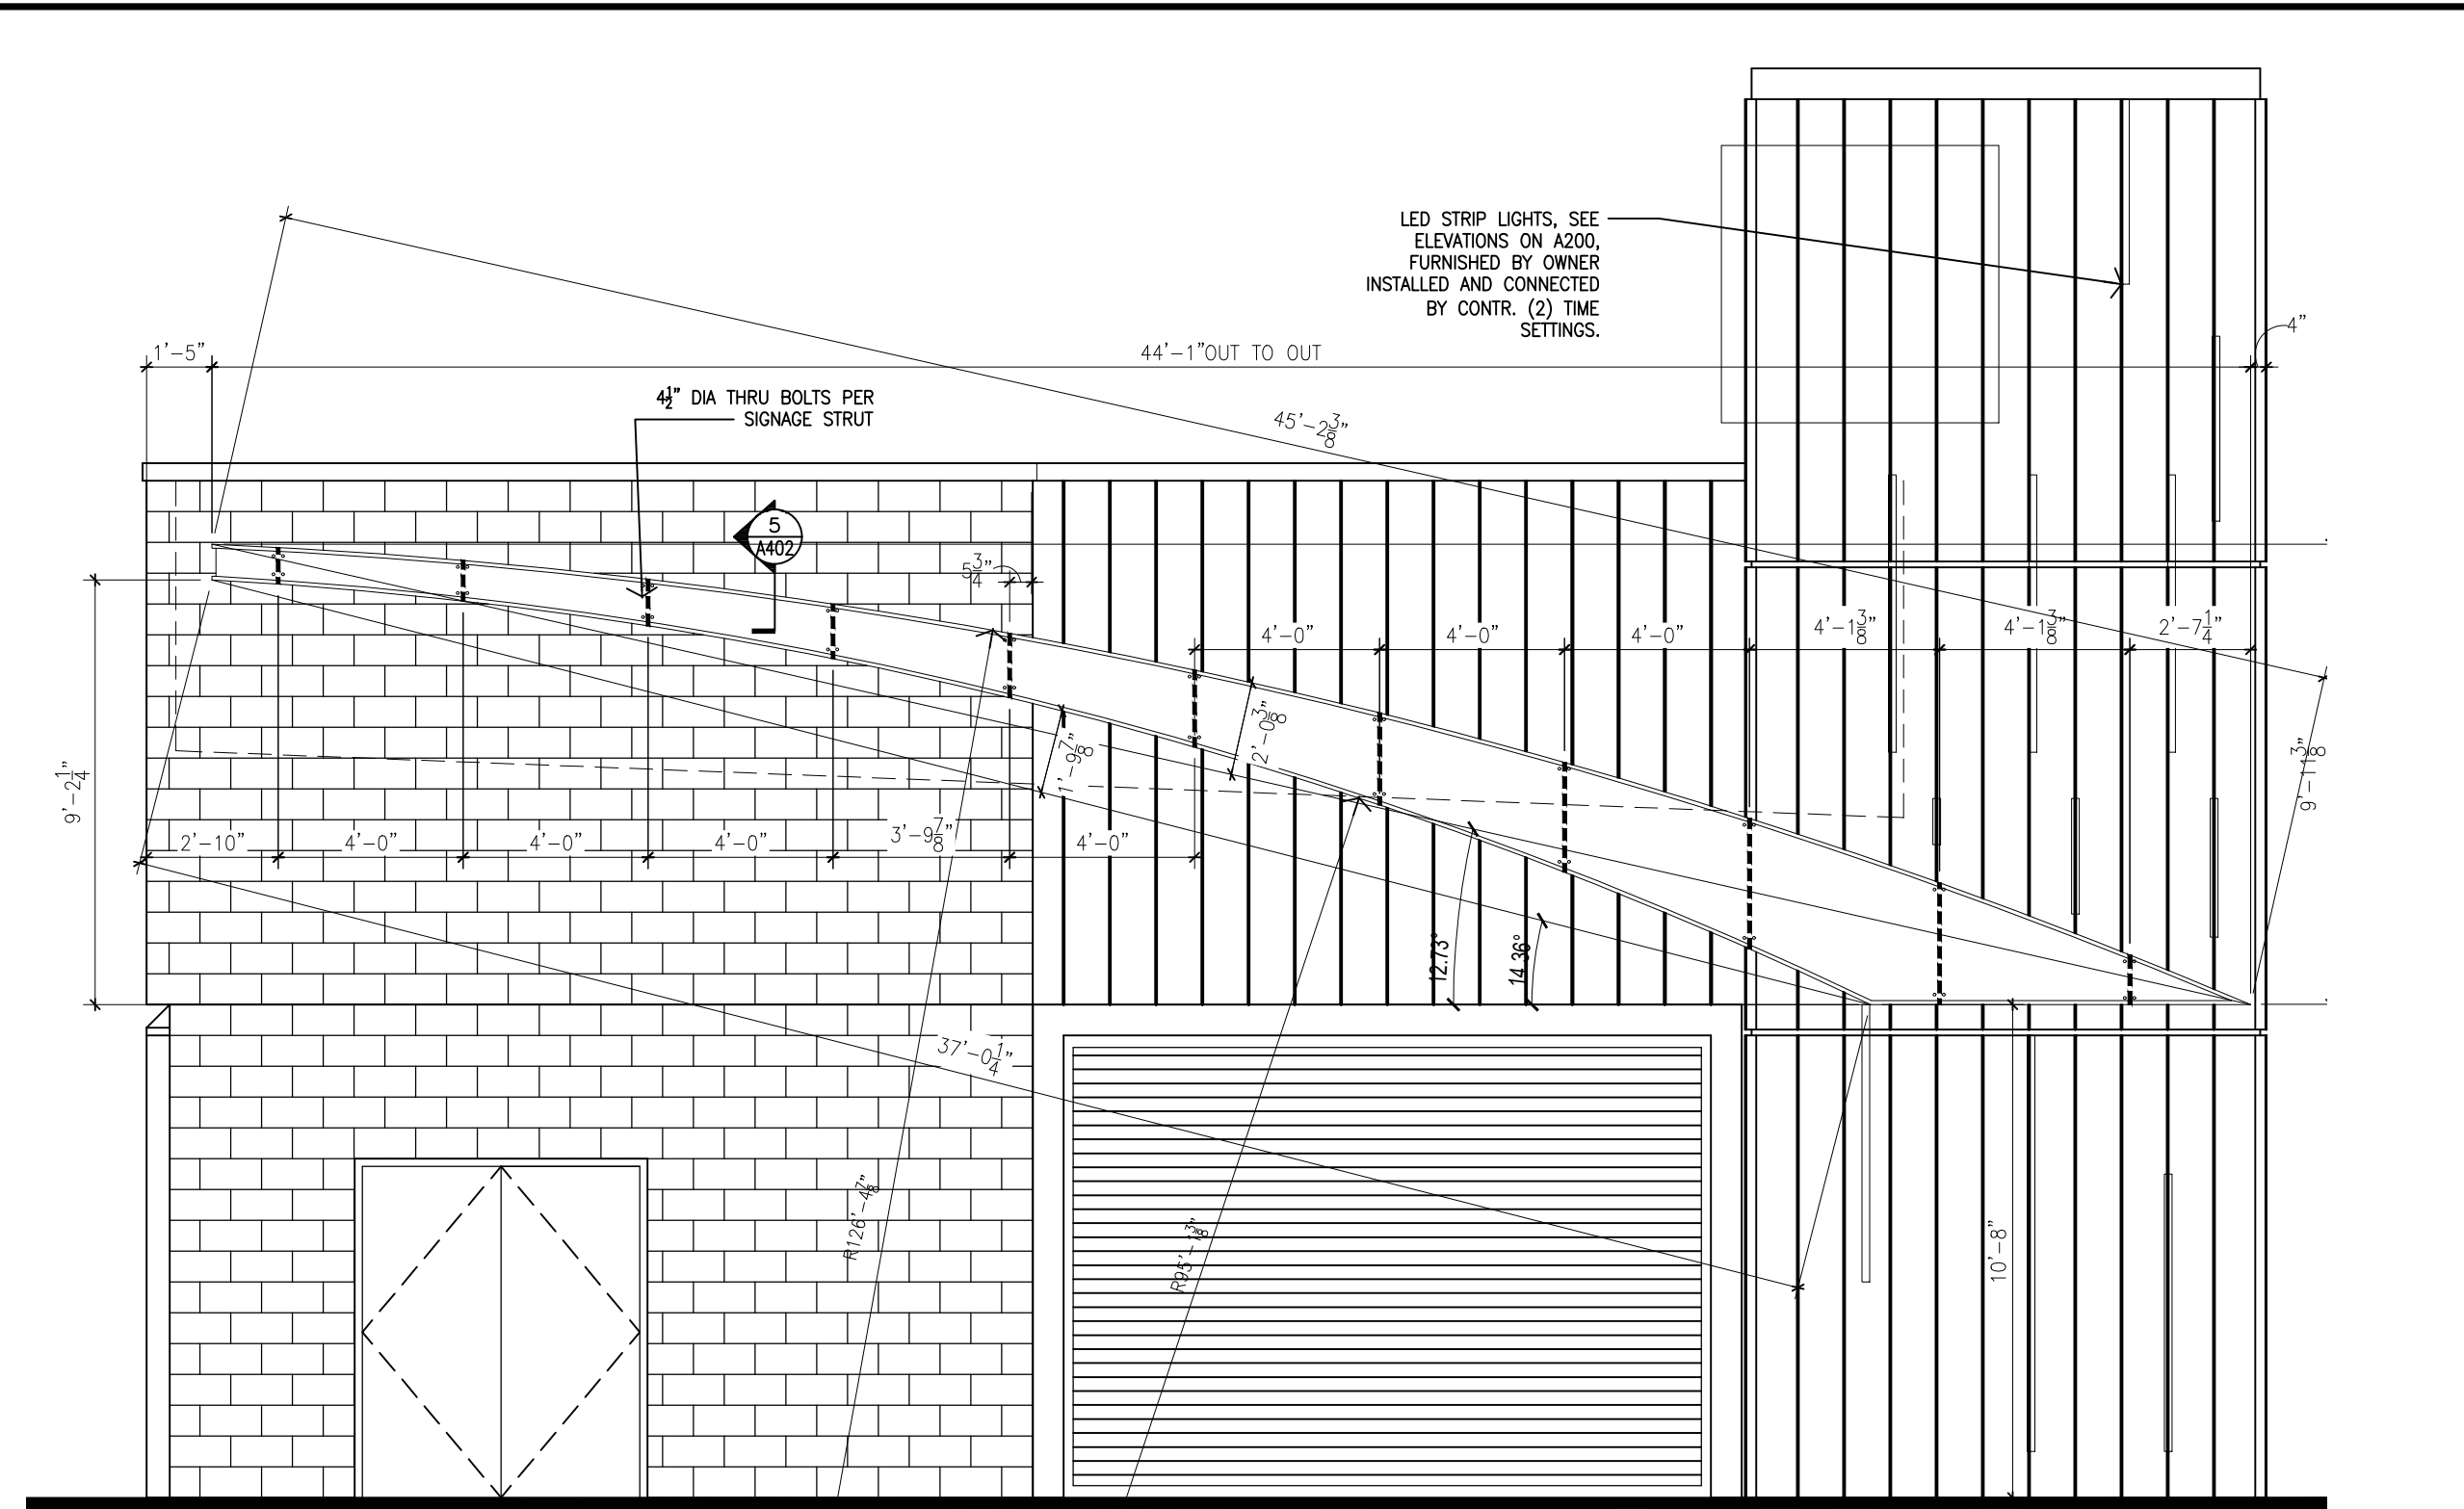 LED STRIP LIGHTS, SEE
ELEVATIONS ON A200,
FURNISHED BY OWNER
INSTALLED AND CONNECTED
BY CONTR. (2) TIME
SETTINGS.
4"
1'-5"
44'-1"OUT TO OUT
4½" DIA THRU BOLTS PER
SIGNAGE STRUT
45'-2⅜"
5
A402
5¾"
4'-0"
4'-0"
4'-0"
4'-1⅜"
4'-1⅜"
2'-7¼"
2'-0⅜"
1'-9⅞"
9'-11⅜"
9'-2¼"
2'-10"
4'-0"
4'-0"
4'-0"
3'-9⅞"
4'-0"
12.73°
14.36°
37'-0¼"
R126'-4⅞"
R95'-1⅜"
10'-8"